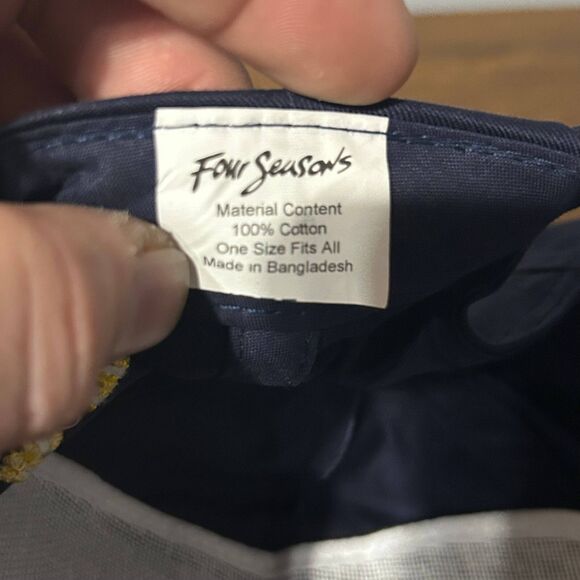 Four Seasons
Material Content
100% Cotton
One Size Fits All
Made in Bangladesh